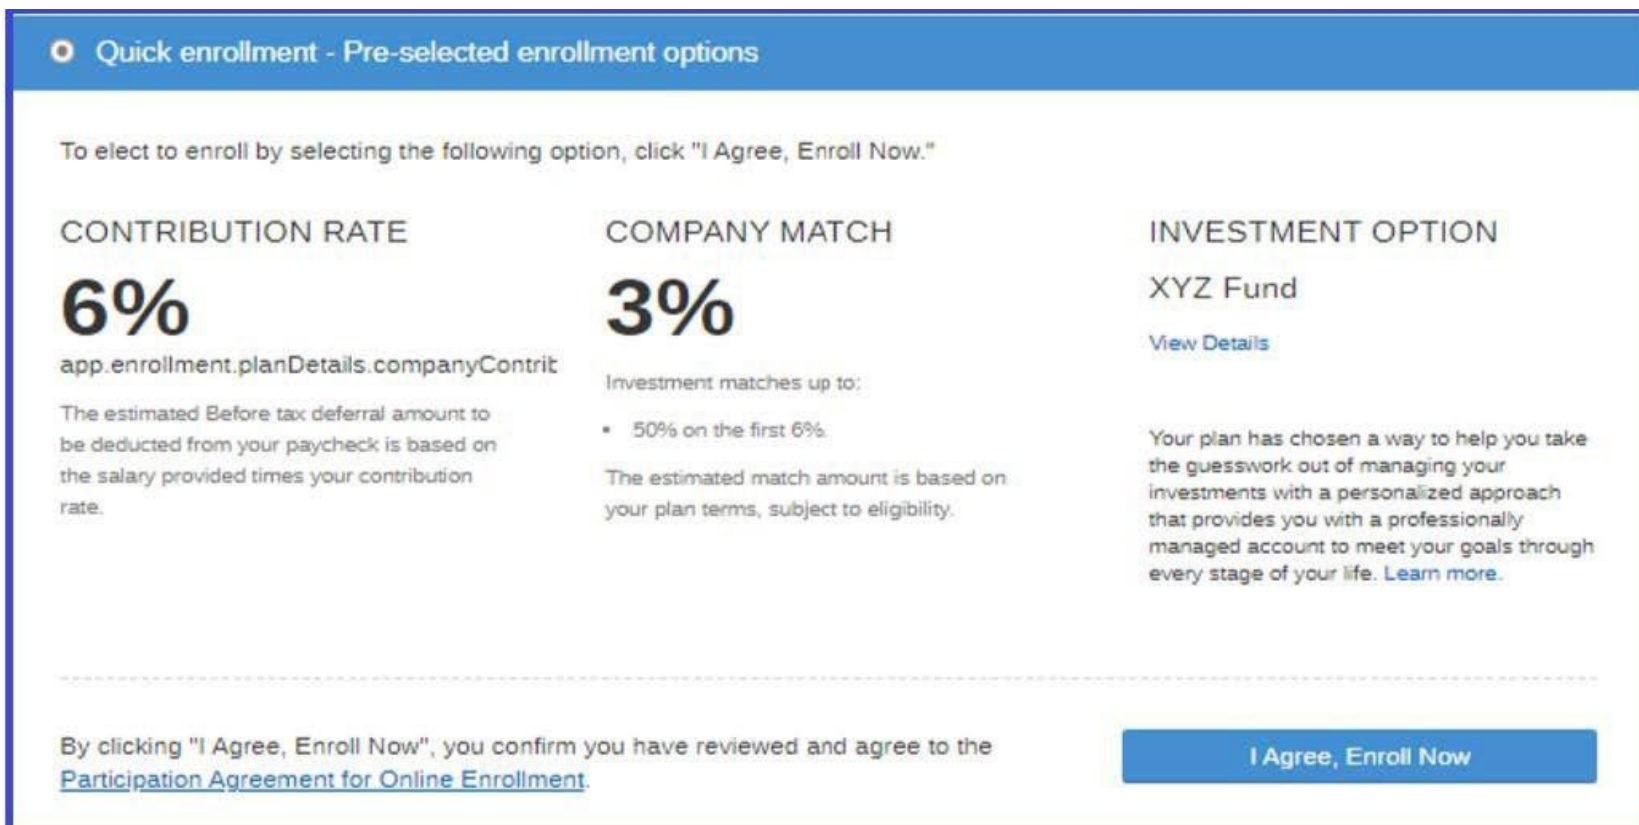 Quick enrollment - Pre-selected enrollment options
To elect to enroll by selecting the following option, click "I Agree, Enroll Now."
CONTRIBUTION RATE
6%
app.enrollment.planDetails.companyContrib
The estimated Before tax deferral amount to
be deducted from your paycheck is based on
the salary provided times your contribution
rate.
COMPANY MATCH
3%
Investment matches up to:
• 50% on the first 6%.
The estimated match amount is based on
your plan terms, subject to eligibility.
INVESTMENT OPTION
XYZ Fund
View Details
Your plan has chosen a way to help you take
the guesswork out of managing your
investments with a personalized approach
that provides you with a professionally
managed account to meet your goals through
every stage of your life. Learn more.
By clicking "I Agree, Enroll Now", you confirm you have reviewed and agree to the
Participation Agreement for Online Enrollment.
I Agree, Enroll Now